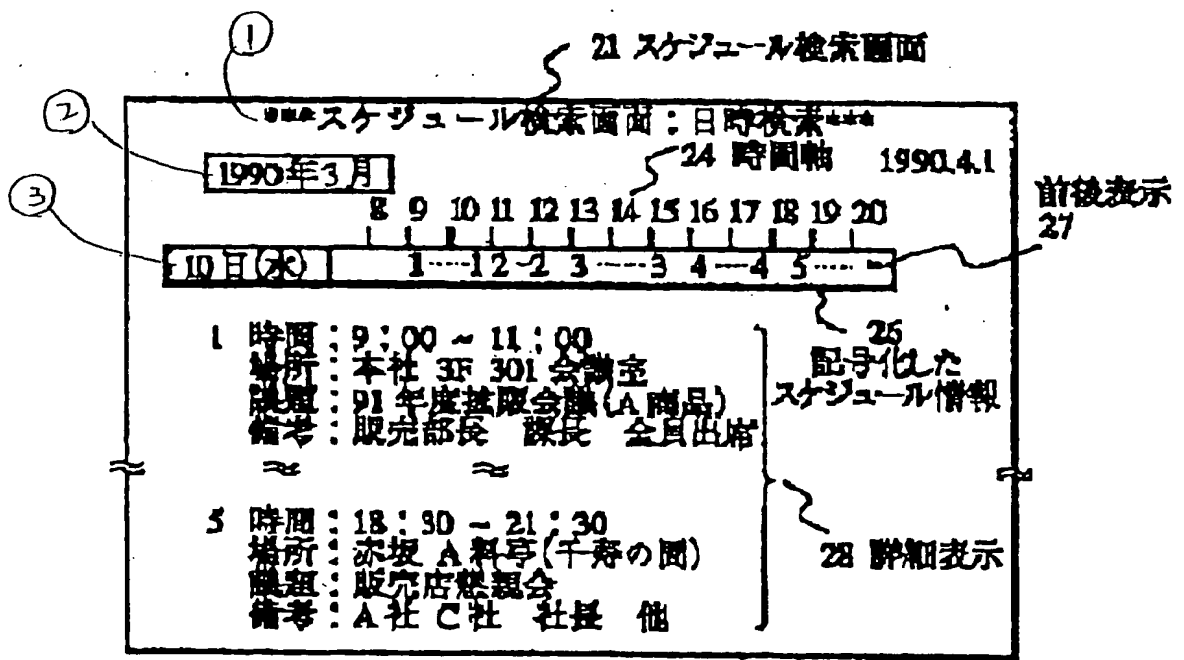 ①
21 スケジュール検索画面
②
***スケジュール検索画面:日時検索***
24 時間軸 1990.4.1
1990年3月
③
前後表示
27
8 9 10 11 12 13 14 15 16 17 18 19 20
10日(水) 1……12~2 3……3 4……4 5……
1 時間:9:00 ~ 11:00
26
場所:本社 3F 301 会議室
記号化した
議題:91年度拡販会議(A商品)
スケジュール情報
備考:販売部長 課長 全員出席
5 時間:18:30 ~ 21:30
場所:赤坂 A料亭(千寿の間)
28 詳細表示
議題:販売店懇親会
備考:A社 C社 社長 他